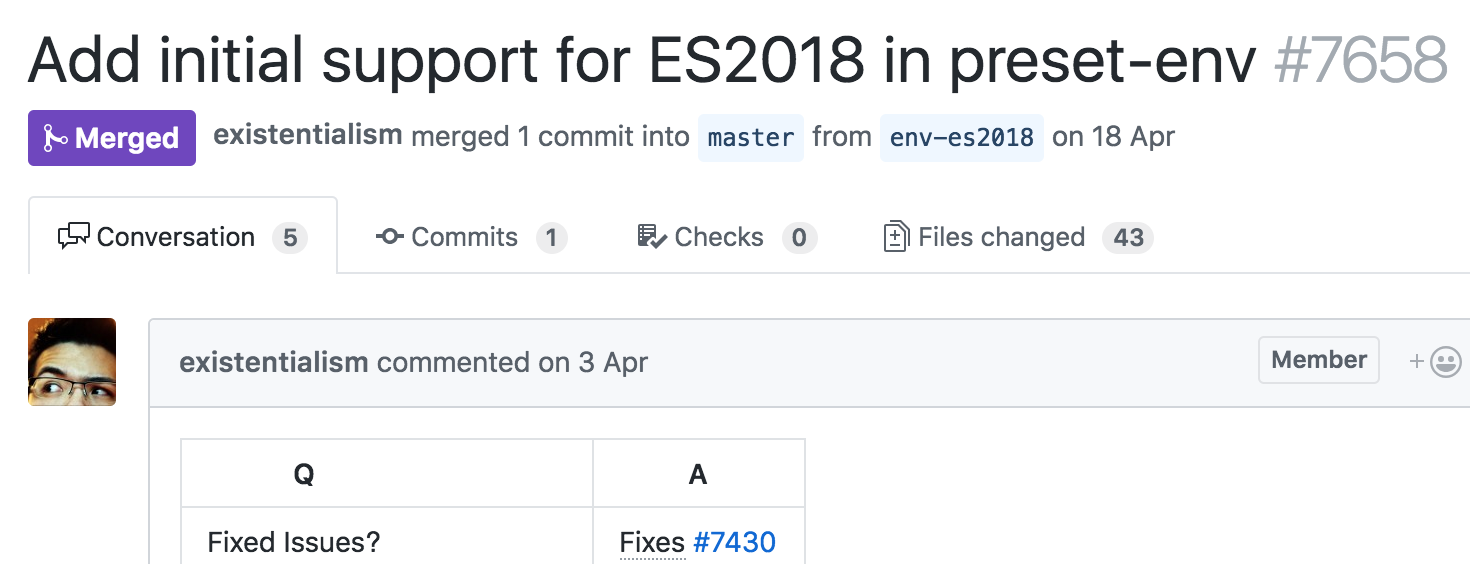 Add initial support for ES2018 in preset-env #7658
Merged existentialism merged 1 commit into master from env-es2018 on 18 Apr
Conversation 5 Commits 1 Checks 0 Files changed 43
existentialism commented on 3 Apr Member +
Q A
Fixed Issues? Fixes #7430